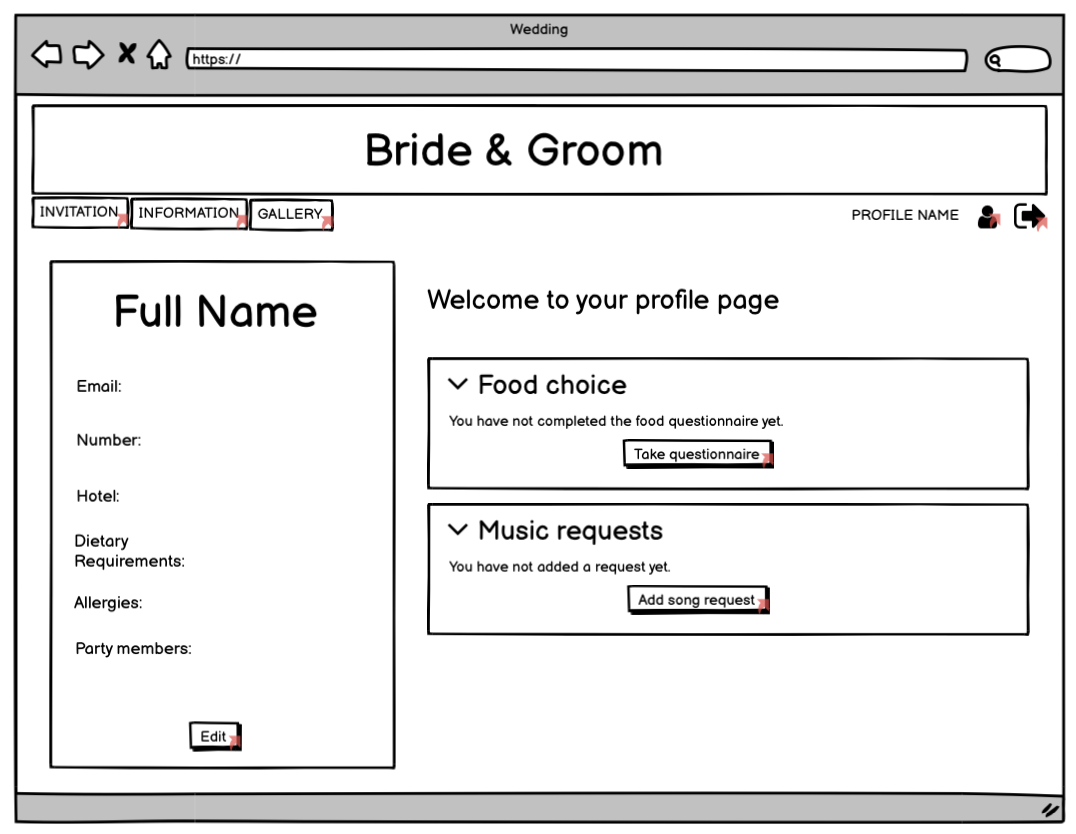 Wedding
https://
Bride & Groom
INVITATION
INFORMATION
GALLERY
PROFILE NAME
Full Name
Email:
Number:
Hotel:
Dietary
Requirements:
Allergies:
Party members:
Edit
Welcome to your profile page
Food choice
You have not completed the food questionnaire yet.
Take questionnaire
Music requests
You have not added a request yet.
Add song request